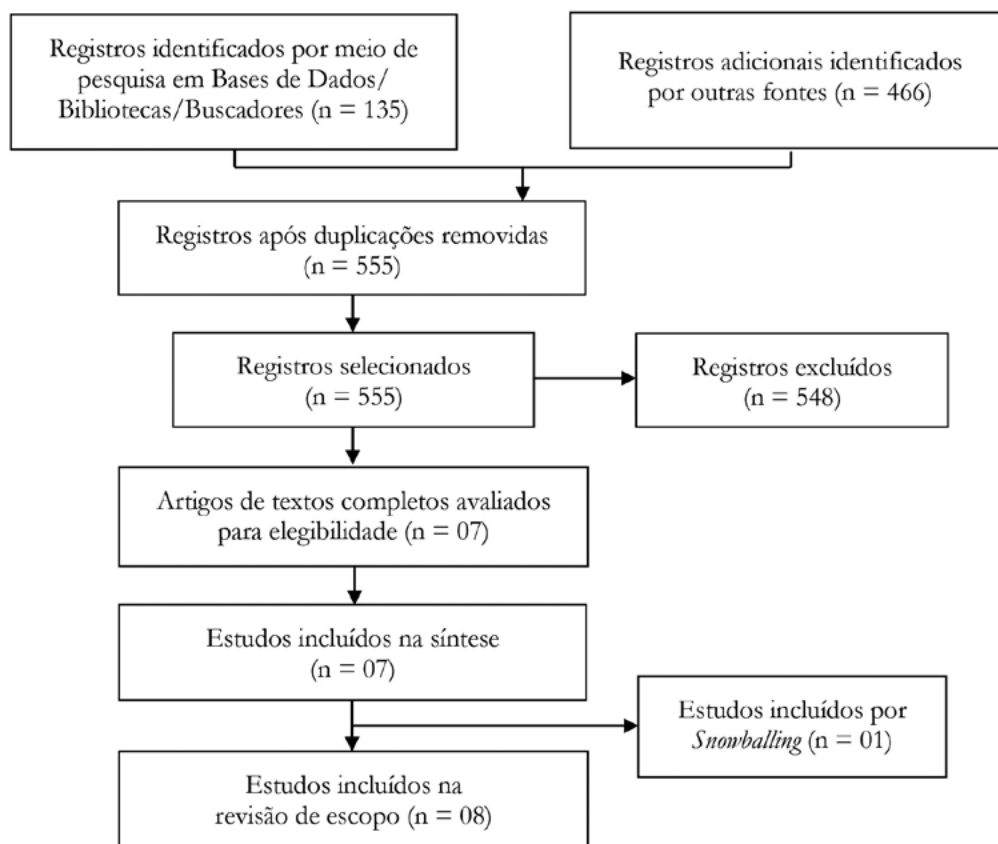 Registros identificados por meio de
pesquisa em Bases de Dados/
Bibliotecas/Buscadores (n = 135)
Registros adicionais identificados
por outras fontes (n = 466)
Registros após duplicações removidas
(n = 555)
Registros selecionados
(n = 555)
Registros excluídos
(n = 548)
Artigos de textos completos avaliados
para elegibilidade (n = 07)
Estudos incluídos na síntese
(n = 07)
Estudos incluídos por
Snowballing (n = 01)
Estudos incluídos na
revisão de escopo (n = 08)